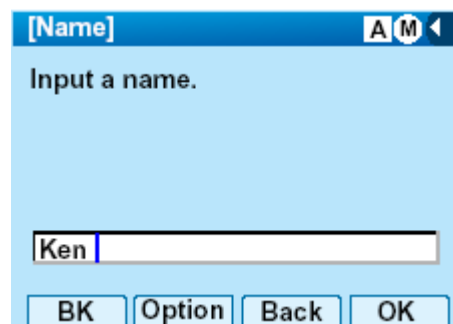 [Name] A M
Input a name.
Ken
BK Option Back OK